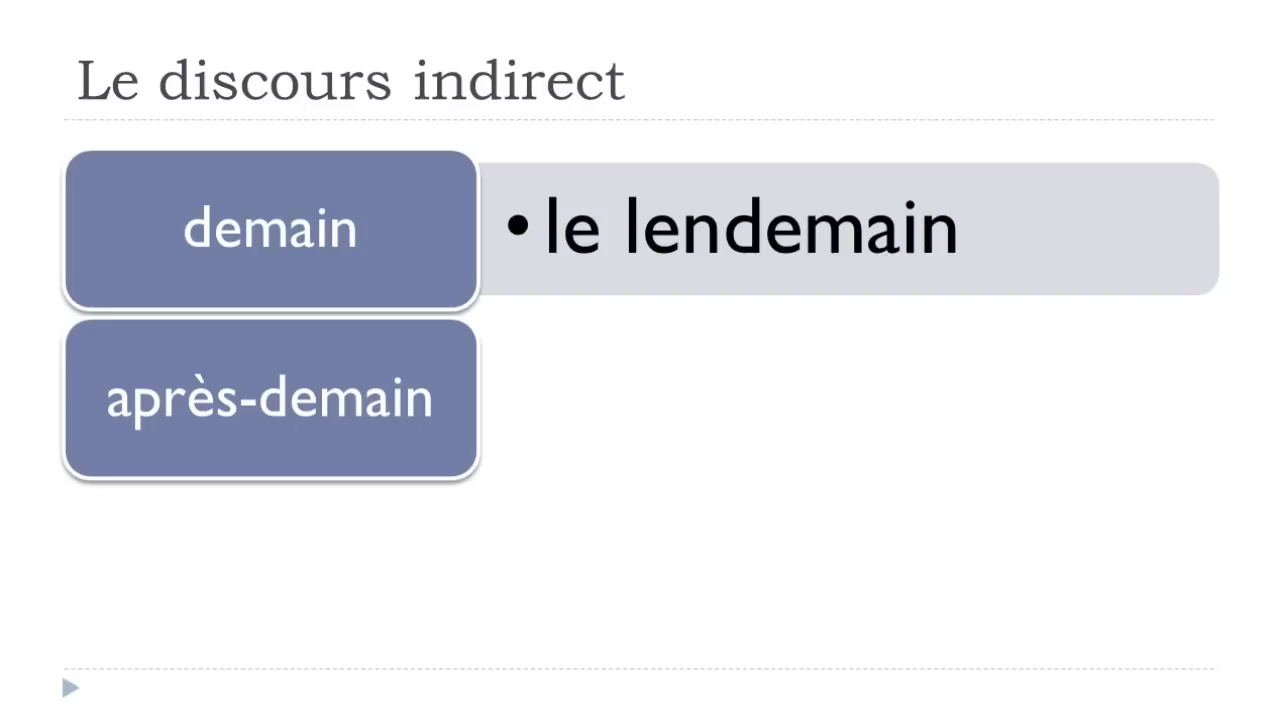 Le discours indirect
demain
• le lendemain
après-demain